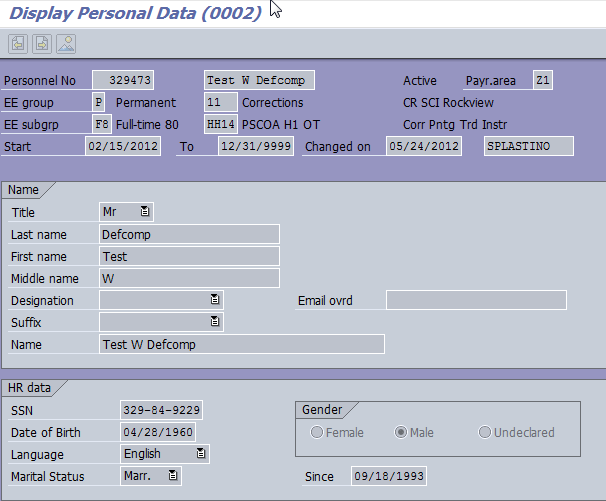 Display Personal Data (0002)
Personnel No 329473 Test W Defcomp Active Payr.area Z1
EE group P Permanent 11 Corrections CR SCI Rockview
EE subgrp F8 Full-time 80 HH14 PSCOA H1 OT Corr Pntg Trd Instr
Start 02/15/2012 To 12/31/9999 Changed on 05/24/2012 SPLASTINO
Name
Title Mr
Last name Defcomp
First name Test
Middle name W
Designation Email ovrd
Suffix
Name Test W Defcomp
HR data
SSN 329-84-9229 Gender
Date of Birth 04/28/1960 Female Male Undeclared
Language English
Marital Status Marr. Since 09/18/1993